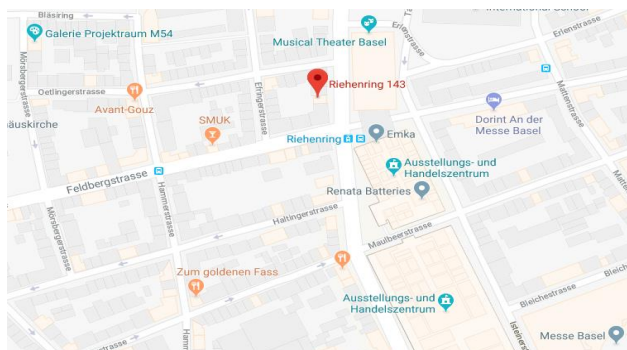 Bläsiring
Galerie Projektraum M54
Musical Theater Basel
International School
Erlenstrasse
Erlenstrasse
Mörsbergerstrasse
Oetlingerstrasse
Avant-Gouz
Efringerstrasse
Riehenring 143
Mattenstrasse
SMUK
Dorint An der
Messe Basel
Riehenring
Emka
Feldbergstrasse
Hammerstrasse
Ausstellungs- und
Handelszentrum
Renata Batteries
Haltingerstrasse
Mörsbergerstrasse
Maulbeerstrasse
Zum goldenen Fass
Ausstellungs- und
Handelszentrum
Bleichestrasse
Messe Basel